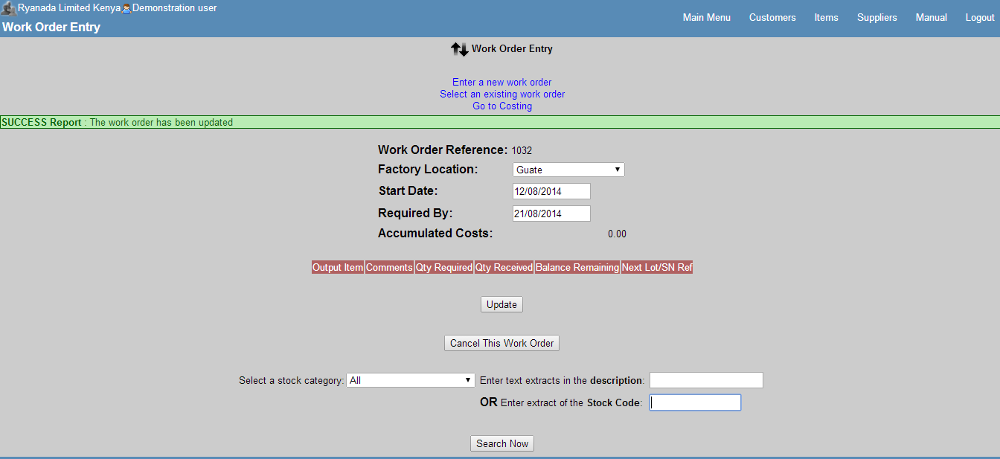 Ryanada Limited Kenya Demonstration user
Main Menu Customers Items Suppliers Manual Logout
Work Order Entry
Work Order Entry
Enter a new work order
Select an existing work order
Go to Costing
SUCCESS Report : The work order has been updated
Work Order Reference: 1032
Factory Location: Guate
Start Date: 12/08/2014
Required By: 21/08/2014
Accumulated Costs: 0.00
Output Item Comments Qty Required Qty Received Balance Remaining Next Lot/SN Ref
Update
Cancel This Work Order
Select a stock category: All Enter text extracts in the description:
OR Enter extract of the Stock Code:
Search Now